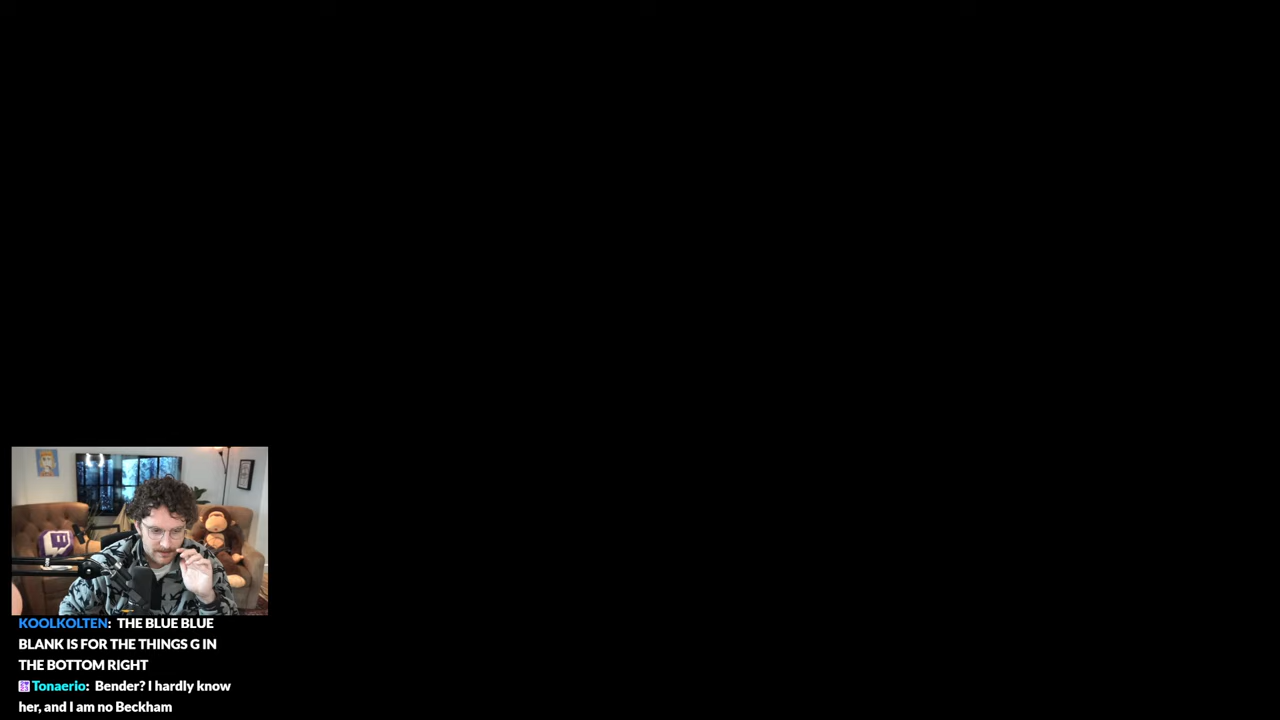 KOOLKOLTEN: THE BLUE BLUE
BLANK IS FOR THE THINGS G IN
THE BOTTOM RIGHT
Tonaerio: Bender? I hardly know
her, and I am no Beckham